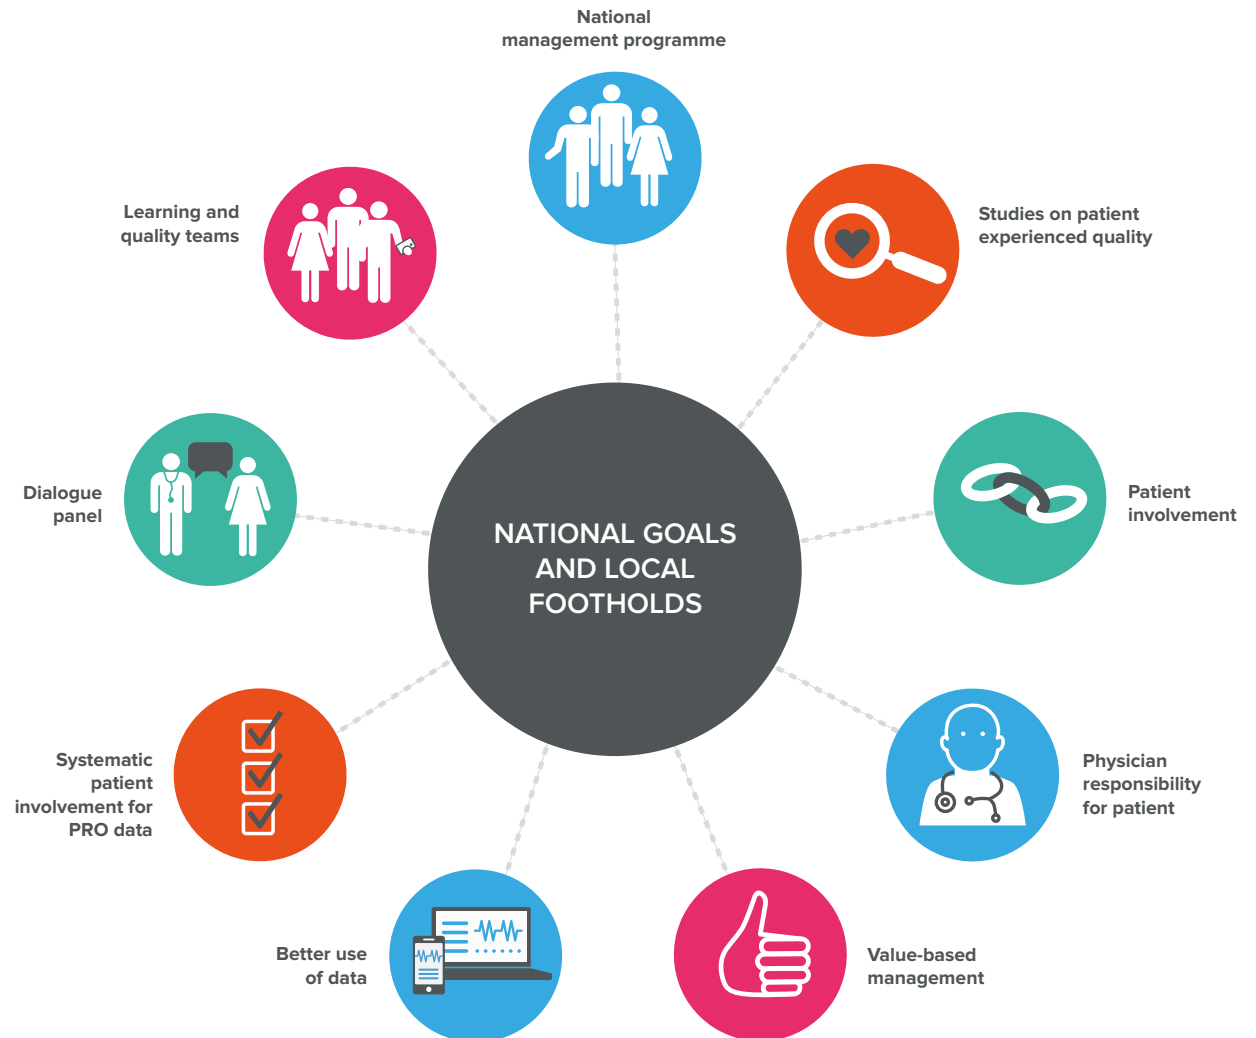 National
management programme
Learning and
quality teams
Studies on patient
experienced quality
Dialogue
panel
NATIONAL GOALS
AND LOCAL
FOOTHOLDS
Patient
involvement
Systematic
patient
involvement for
PRO data
Physician
responsibility
for patient
Better use
of data
Value-based
management